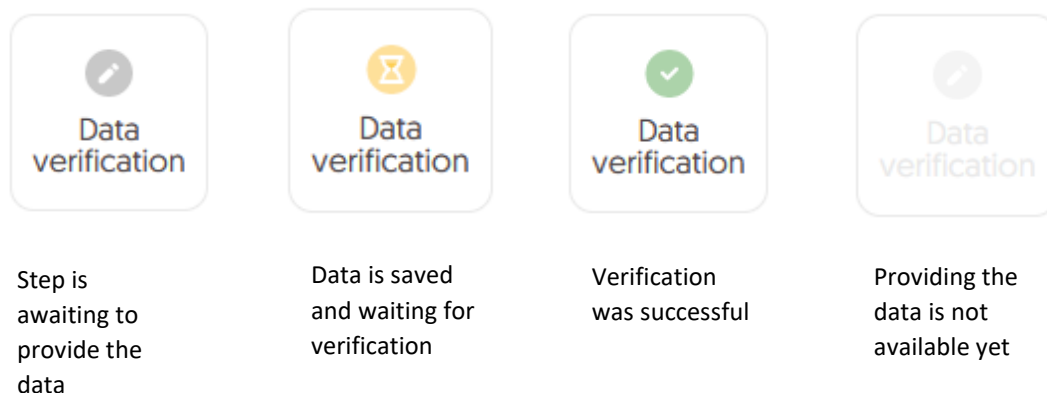 Data
verification
Data
verification
Data
verification
Data
verification
Step is
awaiting to
provide the
data
Data is saved
and waiting for
verification
Verification
was successful
Providing the
data is not
available yet